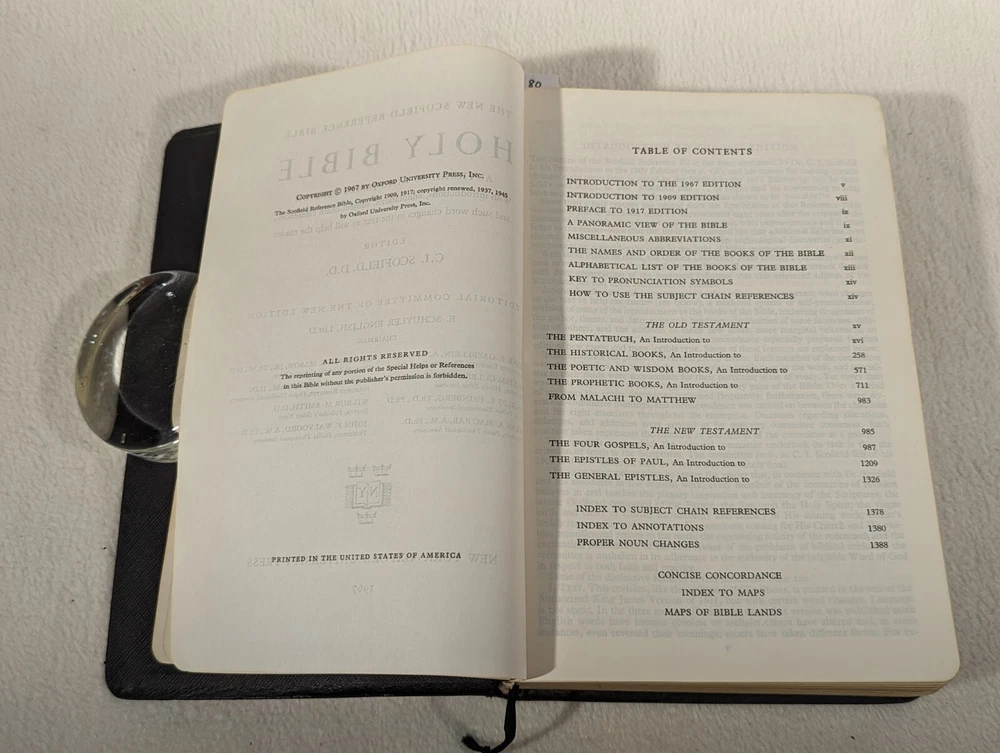 80
THE NEW SCOFIELD REFERENCE BIBLE
HOLY BIBLE
COPYRIGHT © 1967 BY OXFORD UNIVERSITY PRESS, INC.
The Scofield Reference Bible, Copyright 1909, 1917; copyright renewed, 1937, 1945
by Oxford University Press, Inc.
EDITOR
C. I. SCOFIELD, D.D.
EDITORIAL COMMITTEE OF THE NEW EDITION
E. SCHUYLER ENGLISH, Litt.D.
CHAIRMAN
ALL RIGHTS RESERVED
The reprinting of any portion of the Special Helps or References
in this Bible without the publisher's permission is forbidden.
WILBUR M. SMITH, D.D.
JOHN F. WALVOORD, A.M., Th.D.
PRINTED IN THE UNITED STATES OF AMERICA
1967
TABLE OF CONTENTS
INTRODUCTION TO THE 1967 EDITION v
INTRODUCTION TO 1909 EDITION viii
PREFACE TO 1917 EDITION ix
A PANORAMIC VIEW OF THE BIBLE ix
MISCELLANEOUS ABBREVIATIONS xi
THE NAMES AND ORDER OF THE BOOKS OF THE BIBLE xii
ALPHABETICAL LIST OF THE BOOKS OF THE BIBLE xiii
KEY TO PRONUNCIATION SYMBOLS xiv
HOW TO USE THE SUBJECT CHAIN REFERENCES xiv
THE OLD TESTAMENT xv
THE PENTATEUCH, An Introduction to xvi
THE HISTORICAL BOOKS, An Introduction to 258
THE POETIC AND WISDOM BOOKS, An Introduction to 571
THE PROPHETIC BOOKS, An Introduction to 711
FROM MALACHI TO MATTHEW 983
THE NEW TESTAMENT 985
THE FOUR GOSPELS, An Introduction to 987
THE EPISTLES OF PAUL, An Introduction to 1209
THE GENERAL EPISTLES, An Introduction to 1326
INDEX TO SUBJECT CHAIN REFERENCES 1378
INDEX TO ANNOTATIONS 1380
PROPER NOUN CHANGES 1388
CONCISE CONCORDANCE
INDEX TO MAPS
MAPS OF BIBLE LANDS